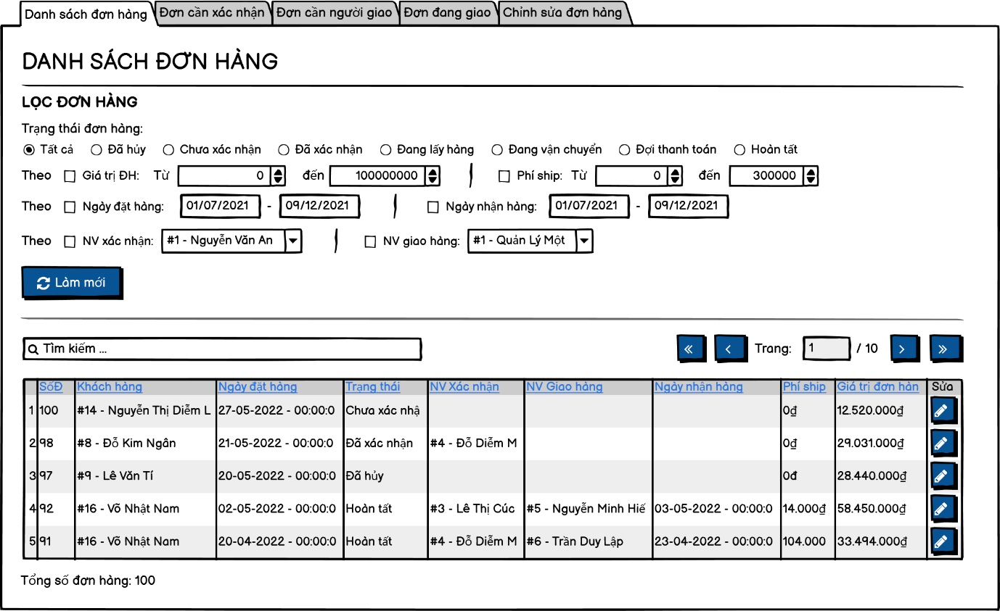 Danh sách đơn hàng Đơn cần xác nhận Đơn cần người giao Đơn đang giao Chỉnh sửa đơn hàng
DANH SÁCH ĐƠN HÀNG
LỌC ĐƠN HÀNG
Trạng thái đơn hàng:
Tất cả Đã hủy Chưa xác nhận Đã xác nhận Đang lấy hàng Đang vận chuyển Đợi thanh toán Hoàn tất
Theo Giá trị ĐH: Từ 0 đến 100000000 Phí ship: Từ 0 đến 300000
Theo Ngày đặt hàng: 01/07/2021 - 09/12/2021 Ngày nhận hàng: 01/07/2021 - 09/12/2021
Theo NV xác nhận: #1 - Nguyễn Văn An NV giao hàng: #1 - Quản Lý Một
Làm mới
Tìm kiếm ... « < Trang: 1 / 10 > »
SốĐ Khách hàng Ngày đặt hàng Trạng thái NV Xác nhận NV Giao hàng Ngày nhận hàng Phí ship Giá trị đơn hàn Sửa
1 100 #14 - Nguyễn Thị Diễm L 27-05-2022 - 00:00:0 Chưa xác nhậ 0₫ 12.520.000₫
2 98 #8 - Đỗ Kim Ngân 21-05-2022 - 00:00:0 Đã xác nhận #4 - Đỗ Diễm M 0₫ 29.031.000₫
3 97 #9 - Lê Văn Tí 20-05-2022 - 00:00:0 Đã hủy 0đ 28.440.000₫
4 92 #16 - Võ Nhật Nam 02-05-2022 - 00:00:0 Hoàn tất #3 - Lê Thị Cúc #5 - Nguyễn Minh Hiế 03-05-2022 - 00:00:0 14.000₫ 58.450.000₫
5 91 #16 - Võ Nhật Nam 20-04-2022 - 00:00:0 Hoàn tất #4 - Đỗ Diễm M #6 - Trần Duy Lập 23-04-2022 - 00:00:0 104.000 33.494.000₫
Tổng số đơn hàng: 100